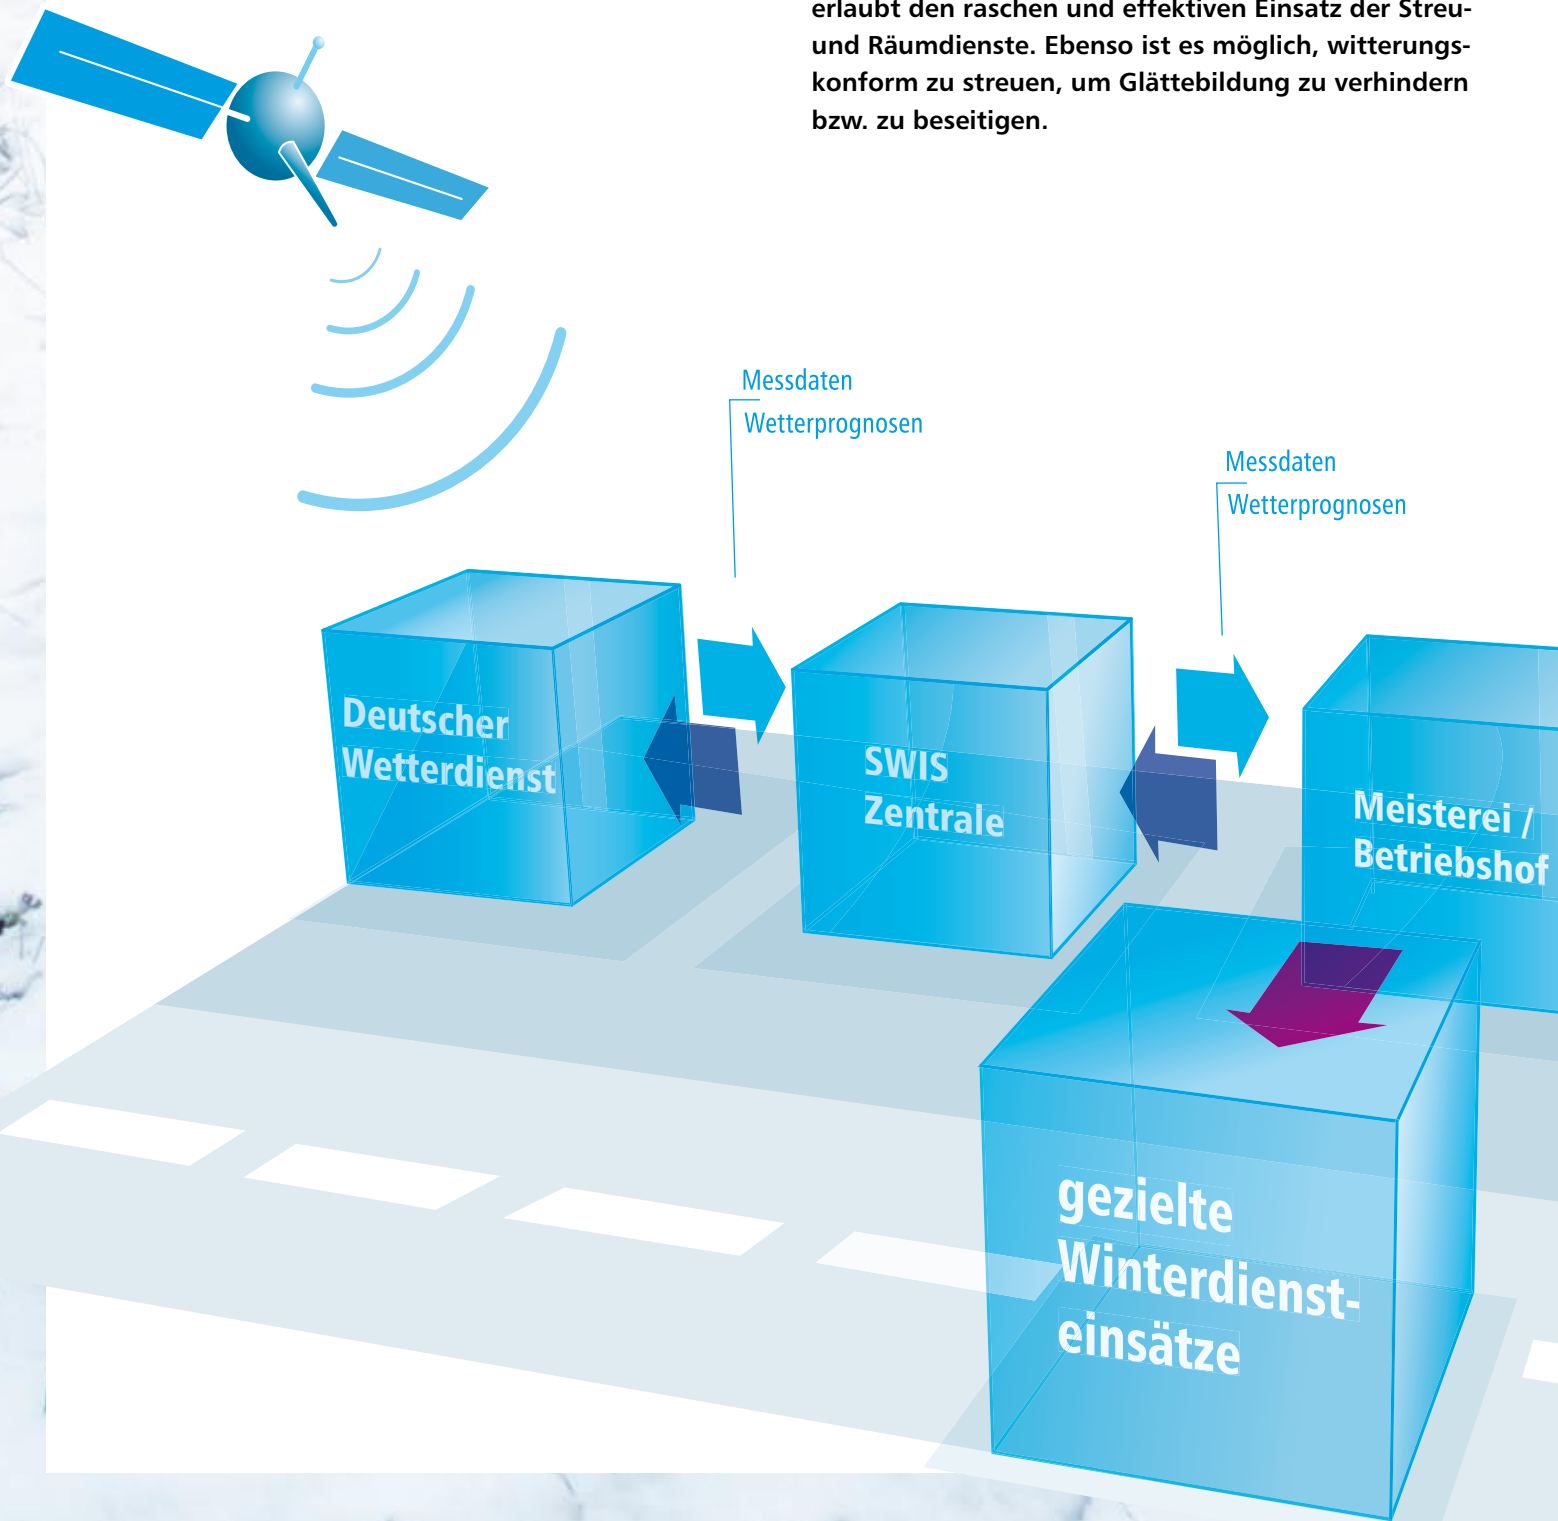 erlaubt den raschen und effektiven Einsatz der Streu-
und Räumdienste. Ebenso ist es möglich, witterungs-
konform zu streuen, um Glättebildung zu verhindern
bzw. zu beseitigen.
Messdaten
Wetterprognosen
Messdaten
Wetterprognosen
Deutscher
Wetterdienst
SWIS
Zentrale
Meisterei /
Betriebshof
gezielte
Winterdienst-
einsätze